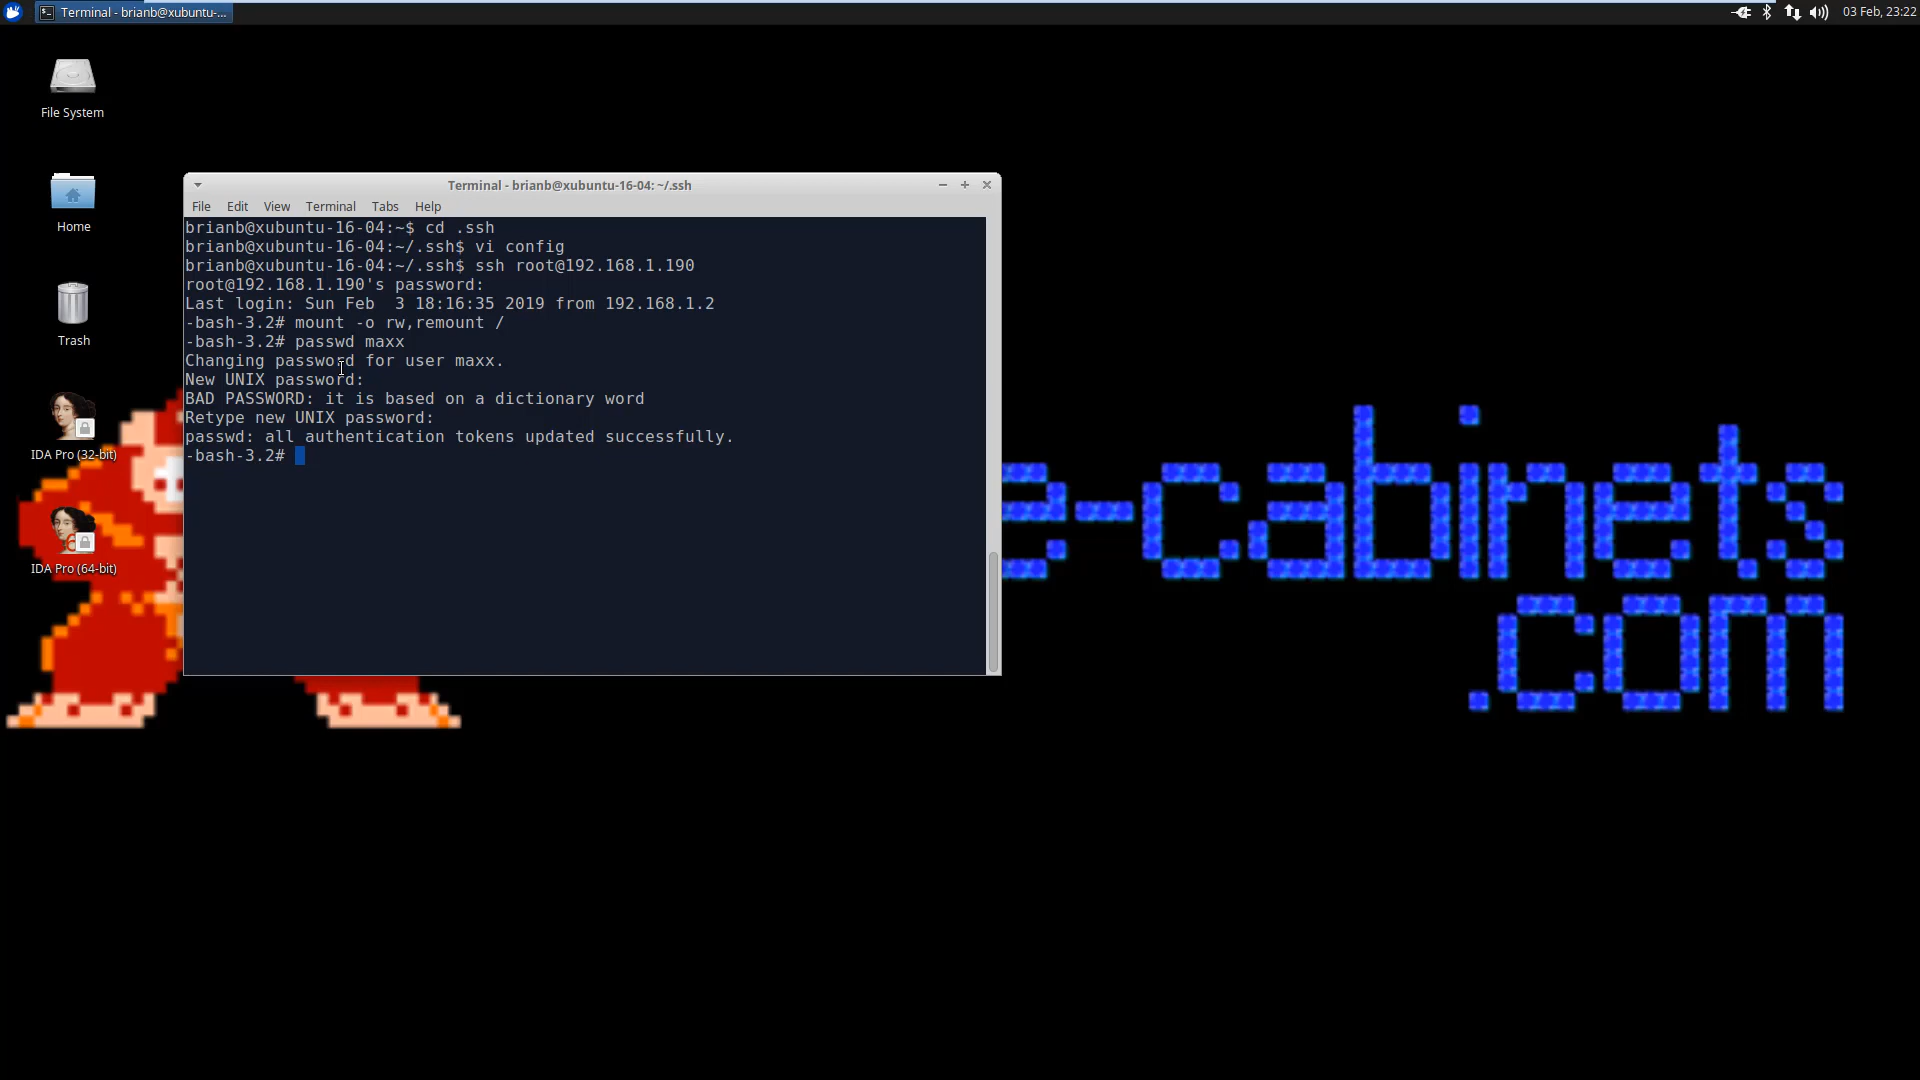 Terminal - brianb@xubuntu-...
03 Feb, 23:22
File System
Home
Trash
IDA Pro (32-bit)
IDA Pro (64-bit)
Terminal - brianb@xubuntu-16-04: ~/.ssh
File Edit View Terminal Tabs Help
brianb@xubuntu-16-04:~$ cd .ssh
brianb@xubuntu-16-04:~/.ssh$ vi config
brianb@xubuntu-16-04:~/.ssh$ ssh root@192.168.1.190
root@192.168.1.190's password:
Last login: Sun Feb  3 18:16:35 2019 from 192.168.1.2
-bash-3.2# mount -o rw,remount /
-bash-3.2# passwd maxx
Changing password for user maxx.
New UNIX password:
BAD PASSWORD: it is based on a dictionary word
Retype new UNIX password:
passwd: all authentication tokens updated successfully.
-bash-3.2#
e-cabinets
.com